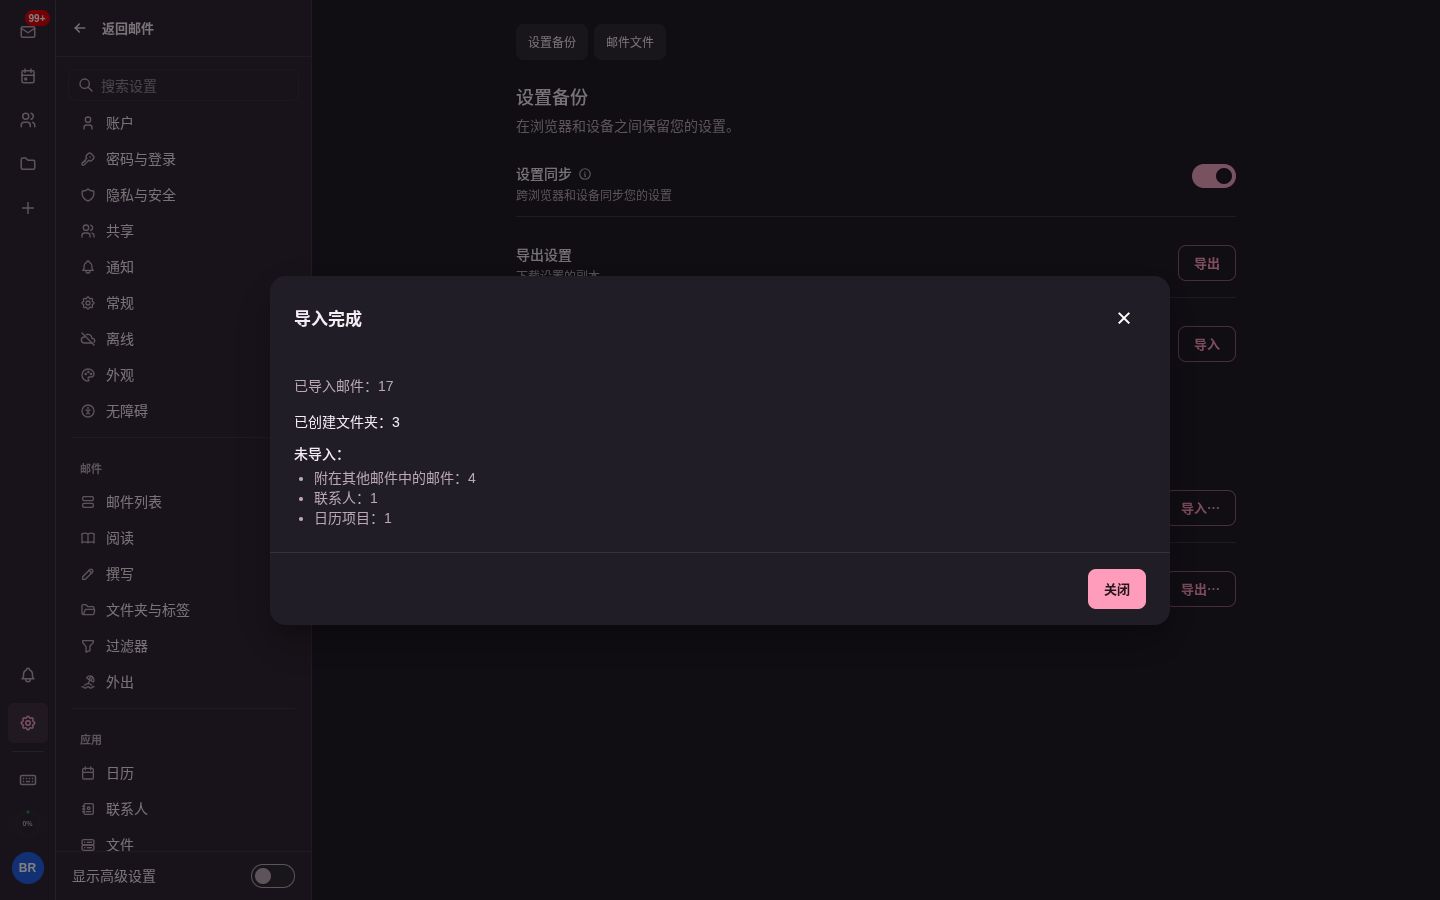 99+
返回邮件
搜索设置
账户
密码与登录
隐私与安全
共享
通知
常规
离线
外观
无障碍
邮件
邮件列表
阅读
撰写
文件夹与标签
过滤器
外出
应用
日历
联系人
文件
显示高级设置
0%
BR
设置备份
邮件文件
设置备份
在浏览器和设备之间保留您的设置。
设置同步
跨浏览器和设备同步您的设置
导出设置
下载设置的副本
导出
导入
导入完成
已导入邮件：17
已创建文件夹：3
未导入：
• 附在其他邮件中的邮件：4
• 联系人：1
• 日历项目：1
关闭
导入…
导出…